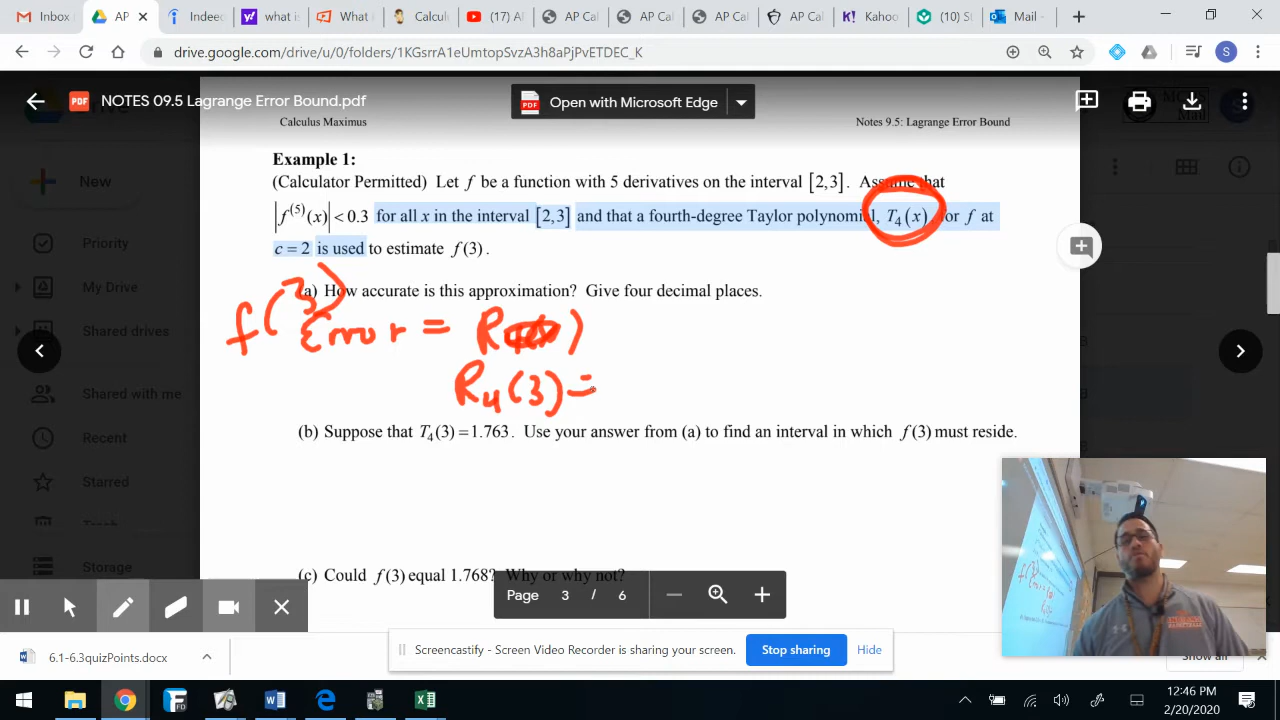 Inbox
AP
Indeed
what is
Maps
Calcul
(17) A
AP Cal
AP Cal
AP Cal
Kahoo
(10) St
Mail -
drive.google.com/drive/u/0/folders/1KGsrrA1eUmtopSvzA3h8aPjPvETDEC_K
S
PDF NOTES 09.5 Lagrange Error Bound.pdf
PDF Open with Microsoft Edge
Calculus Maximus
Notes 9.5: Lagrange Error Bound
New
Priority
My Drive
Shared drives
Shared with me
Recent
Starred
Trash
Storage
Example 1:
(Calculator Permitted) Let f be a function with 5 derivatives on the interval [2,3]. Assume that
|f⁽⁵⁾(x)| < 0.3 for all x in the interval [2,3] and that a fourth-degree Taylor polynomial, T₄(x), for f at
c = 2 is used to estimate f(3).
(a) How accurate is this approximation? Give four decimal places.
f(3)
Error = R )
R₄(3) =
(b) Suppose that T₄(3) = 1.763. Use your answer from (a) to find an interval in which f(3) must reside.
(c) Could f(3) equal 1.768? Why or why not?
Page 3 / 6
Screencastify - Screen Video Recorder is sharing your screen.
Stop sharing
Hide
6.1-6.3quizPoints.docx
Show all
12:46 PM
2/20/2020